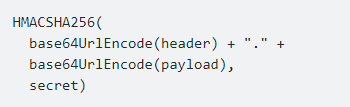 HMACSHA256(
  base64UrlEncode(header) + "." +
  base64UrlEncode(payload),
  secret)